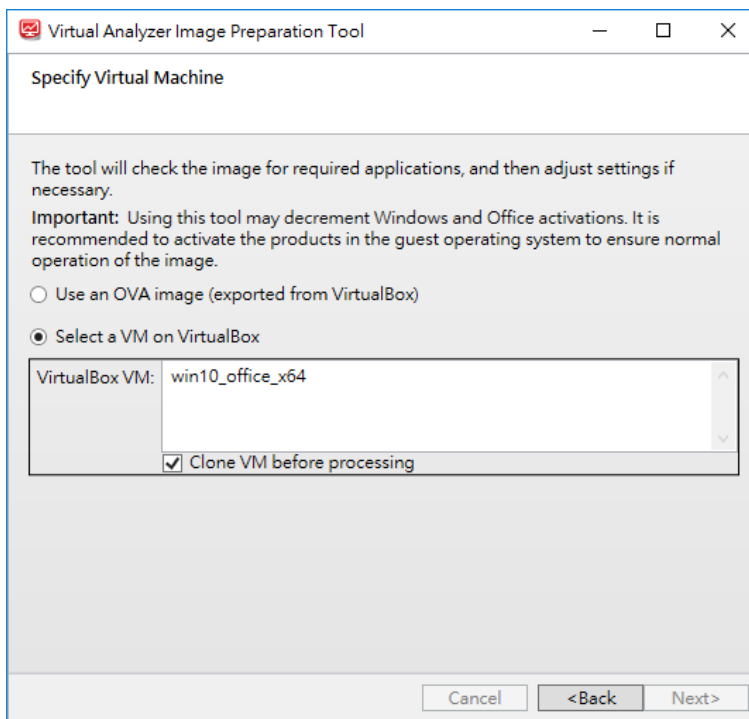 Virtual Analyzer Image Preparation Tool
Specify Virtual Machine
The tool will check the image for required applications, and then adjust settings if
necessary.
Important: Using this tool may decrement Windows and Office activations. It is
recommended to activate the products in the guest operating system to ensure normal
operation of the image.
Use an OVA image (exported from VirtualBox)
Select a VM on VirtualBox
VirtualBox VM: win10_office_x64
Clone VM before processing
Cancel <Back Next>